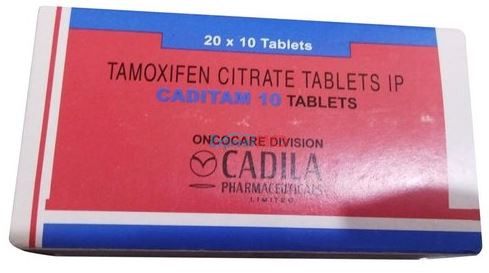 20 x 10 Tablets
TAMOXIFEN CITRATE TABLETS IP
CADITAM 10 TABLETS
ONCOCARE DIVISION
CADILA
PHARMACEUTICALS
LIMITED